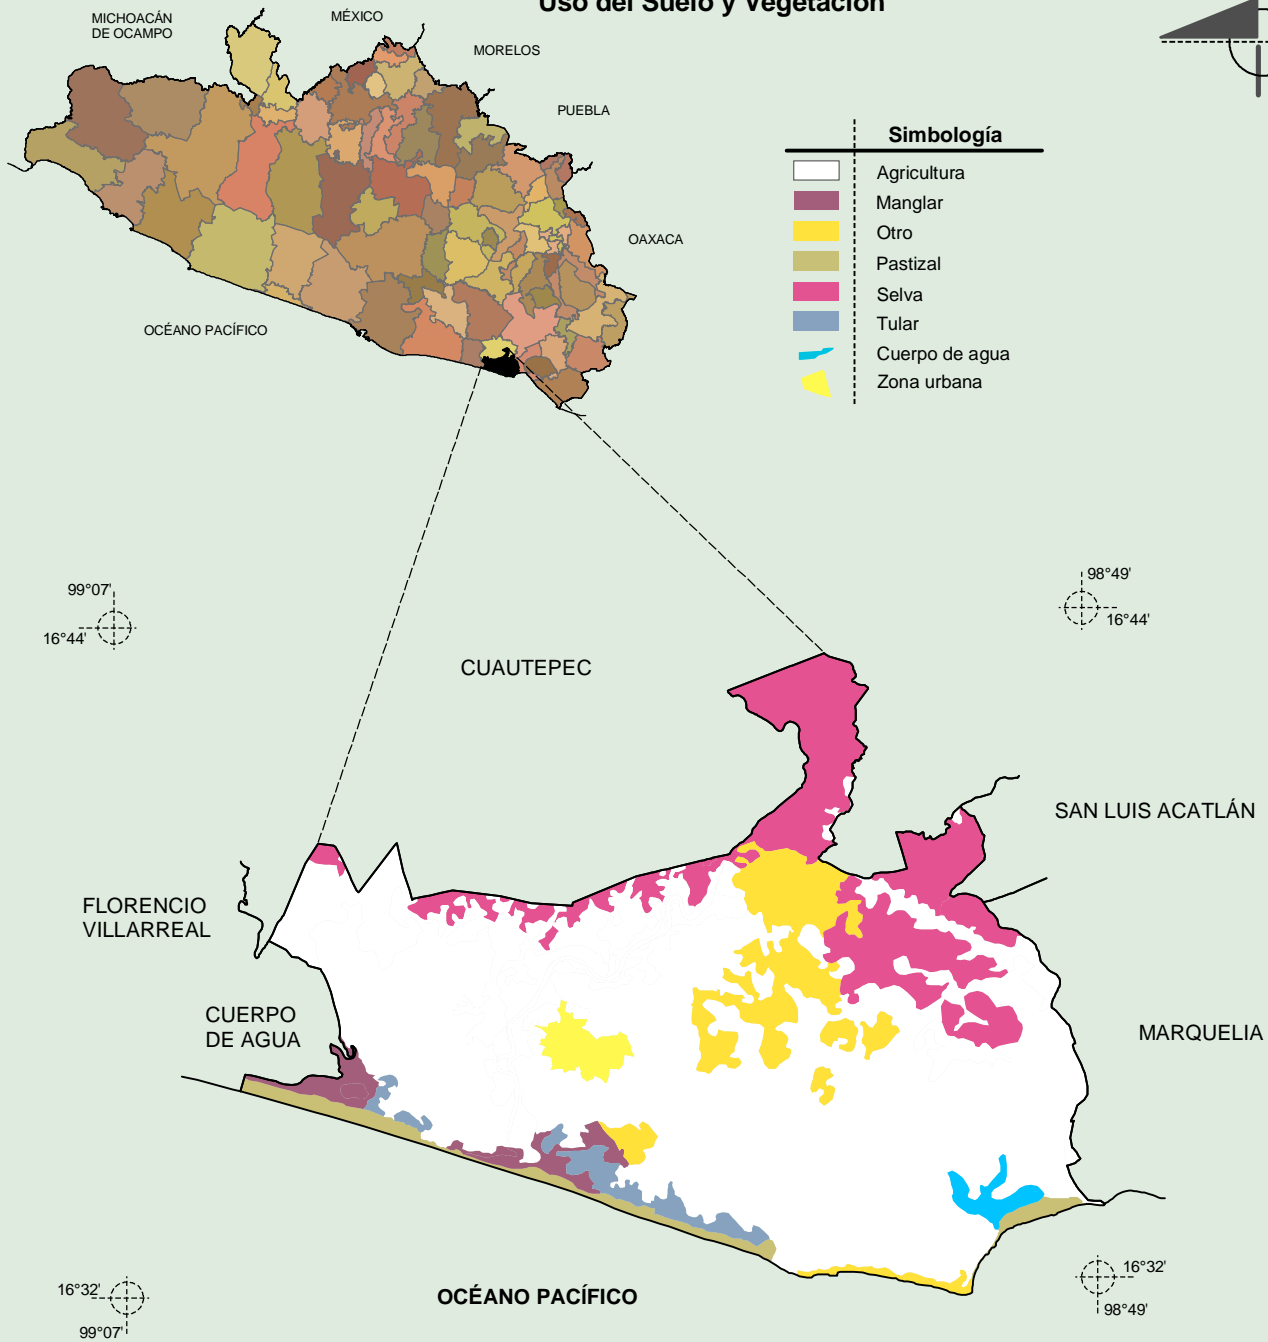 Uso del Suelo y Vegetación
MICHOACÁN
DE OCAMPO
MÉXICO
MORELOS
PUEBLA
OAXACA
OCÉANO PACÍFICO
Simbología
Agricultura
Manglar
Otro
Pastizal
Selva
Tular
Cuerpo de agua
Zona urbana
99°07'
16°44'
98°49'
16°44'
CUAUTEPEC
SAN LUIS ACATLÁN
FLORENCIO
VILLARREAL
CUERPO
DE AGUA
MARQUELIA
OCÉANO PACÍFICO
16°32'
99°07'
16°32'
98°49'